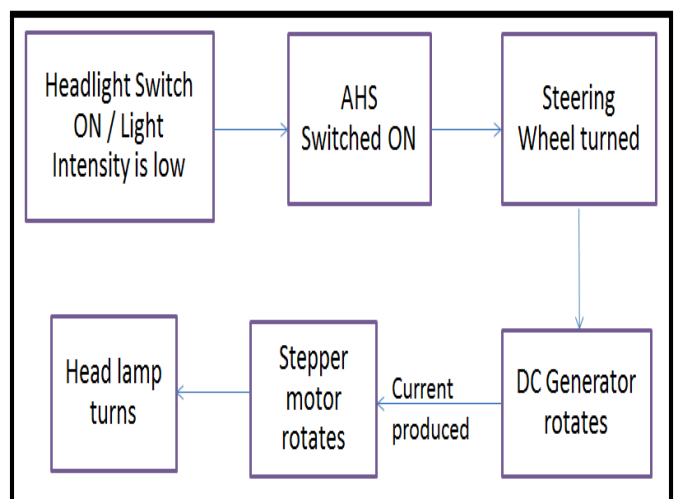 Headlight Switch
ON / Light
Intensity is low
AHS
Switched ON
Steering
Wheel turned
DC Generator
rotates
Current
produced
Stepper
motor
rotates
Head lamp
turns